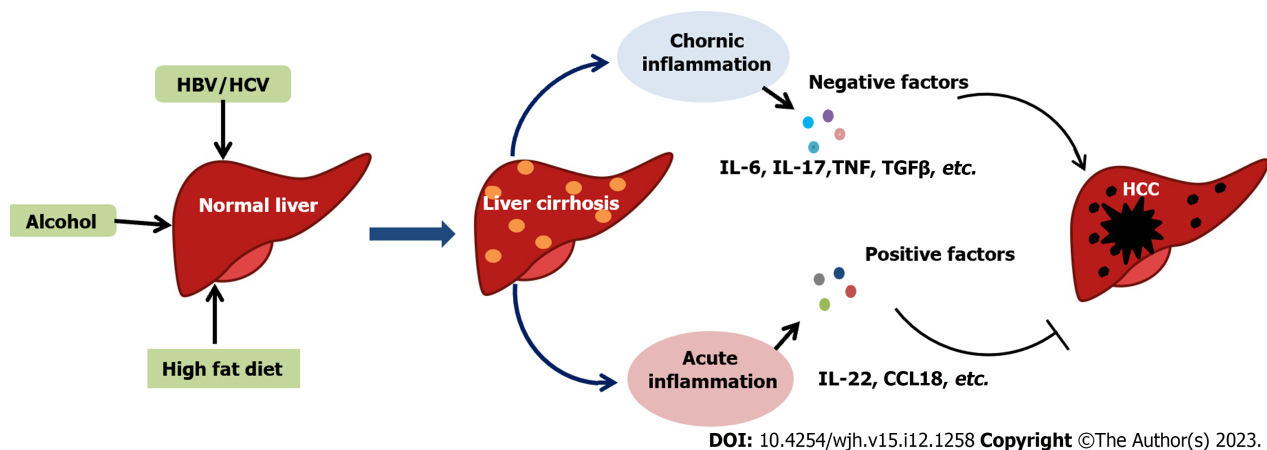 HBV/HCV
Alcohol
Normal liver
High fat diet
Liver cirrhosis
Chornic
inflammation
Negative factors
IL-6, IL-17,TNF, TGFβ, etc.
HCC
Positive factors
Acute
inflammation
IL-22, CCL18, etc.
DOI: 10.4254/wjh.v15.i12.1258 Copyright ©The Author(s) 2023.